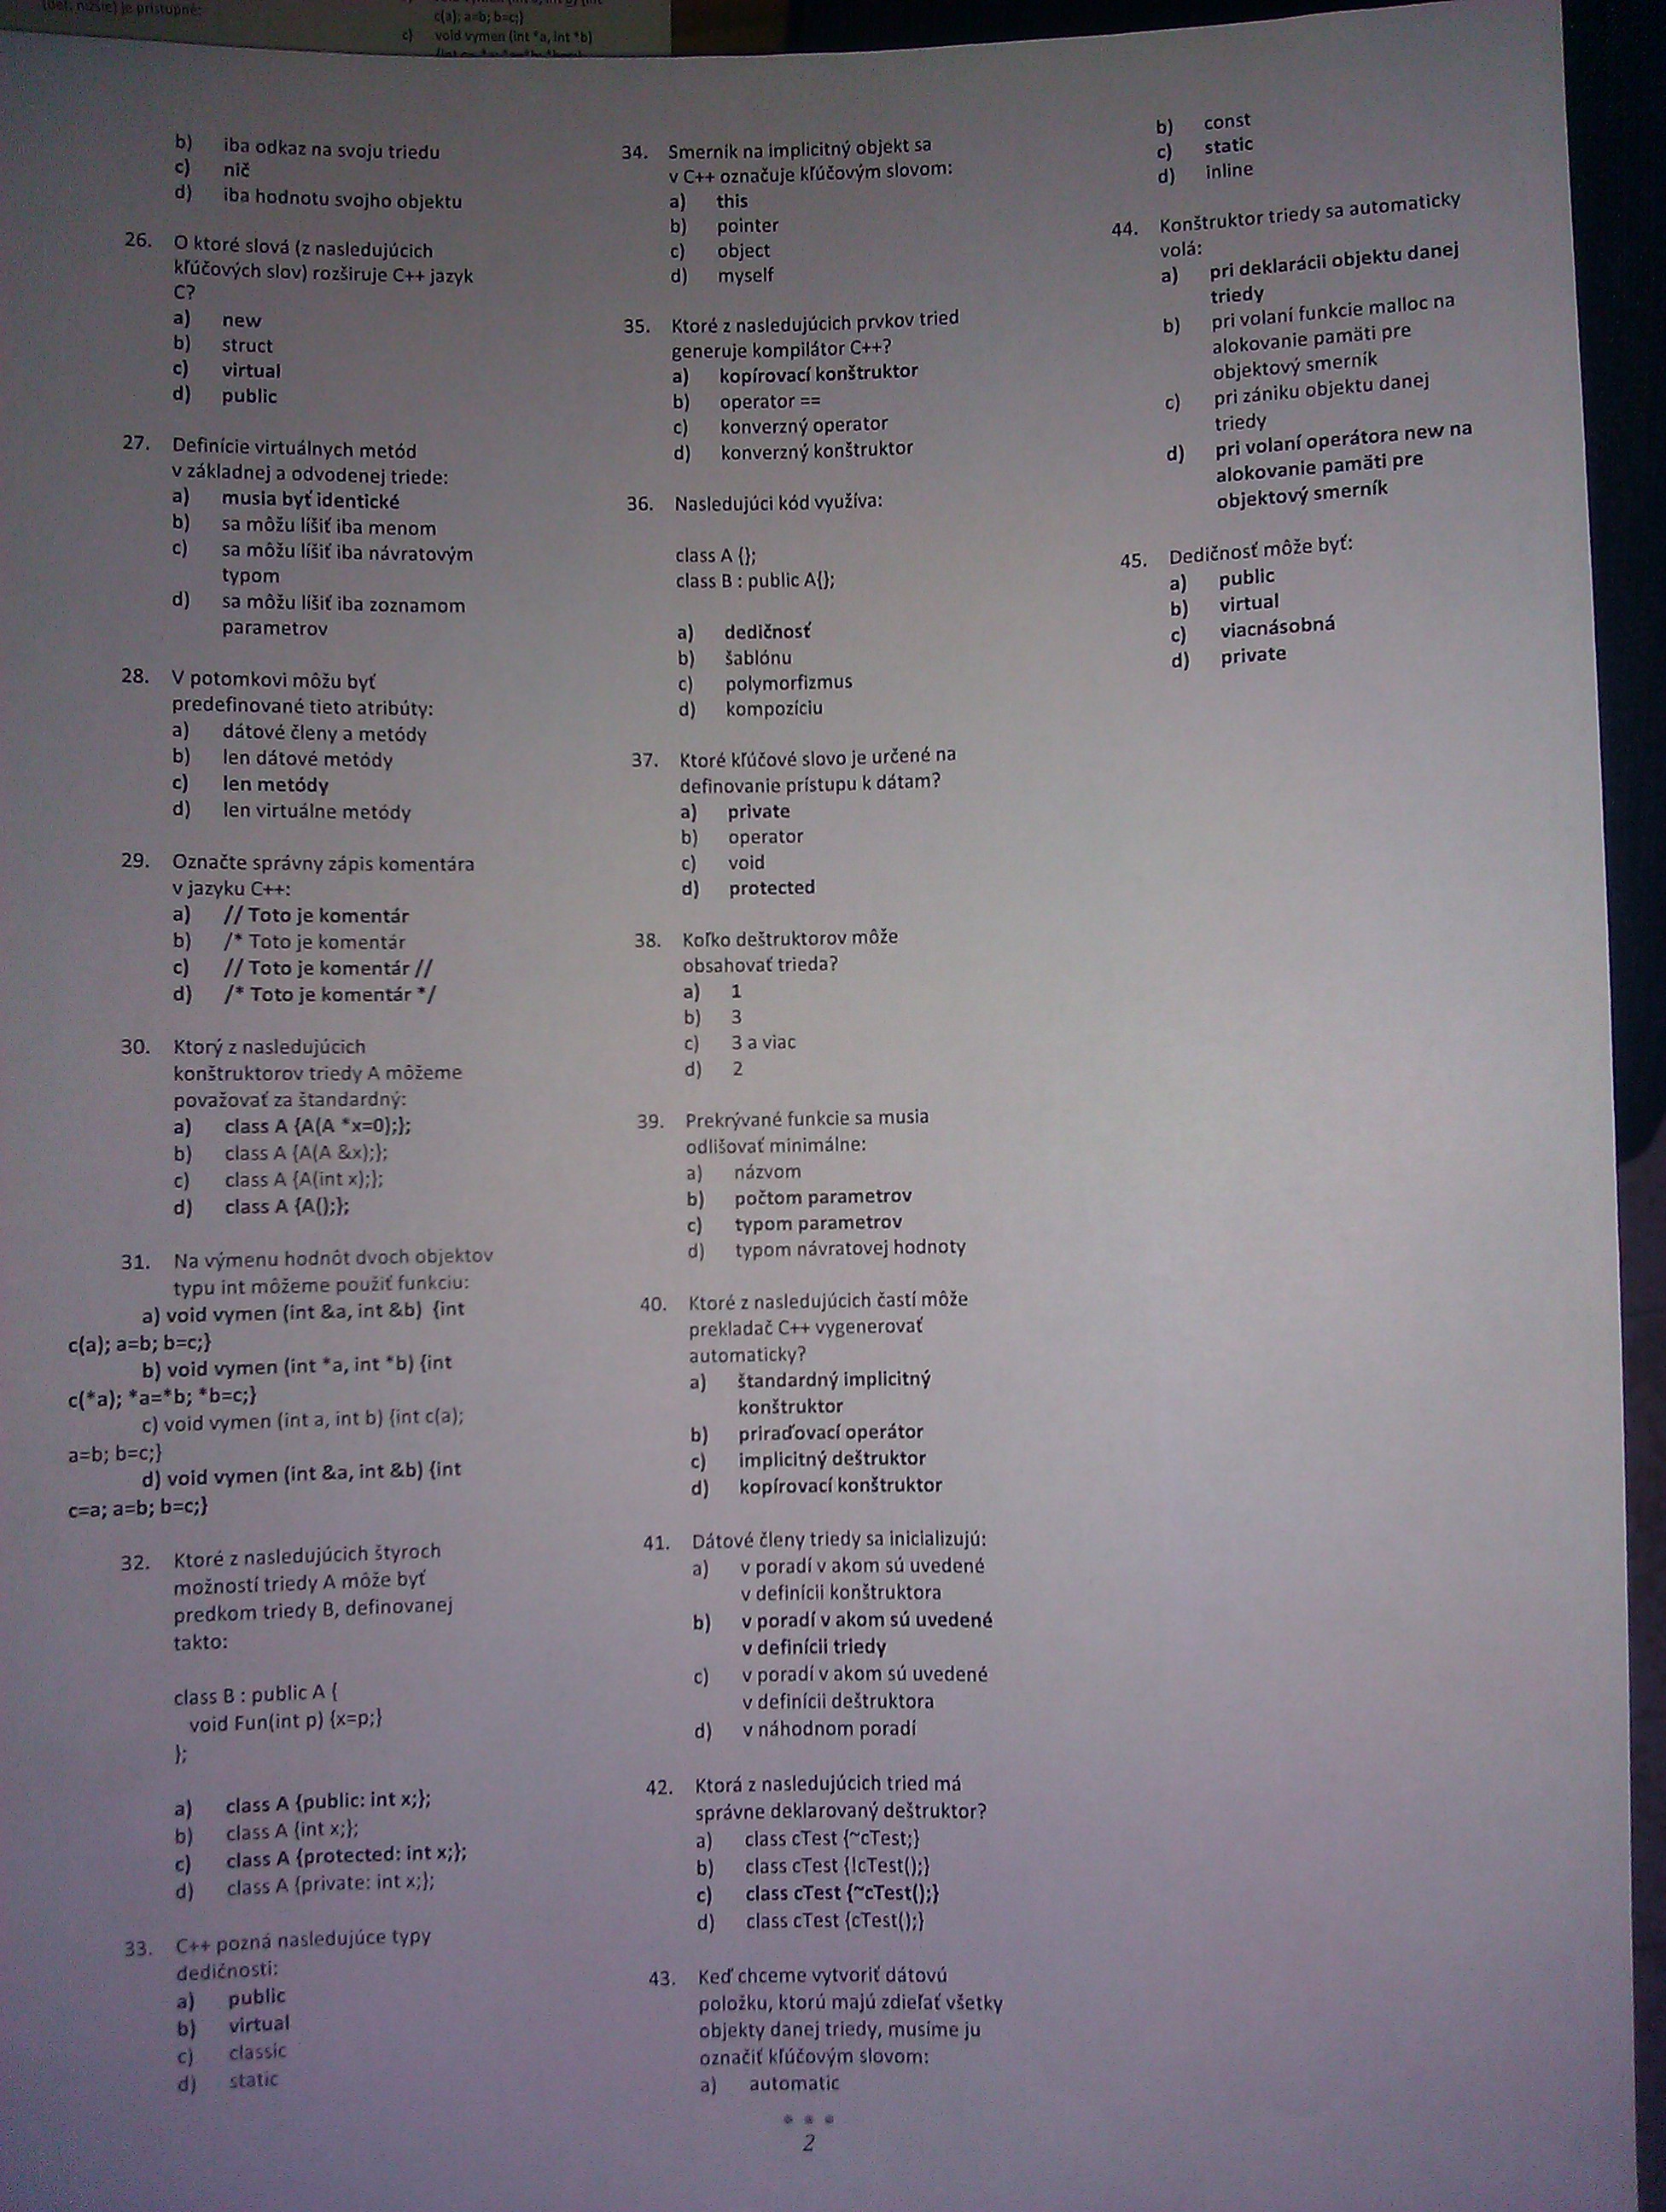 (def. nižšie) je prístupné:
c(a); a=b; b=c;}
c) void vymen (int *a, int *b)
b) iba odkaz na svoju triedu
c) nič
d) iba hodnotu svojho objektu
26. O ktoré slová (z nasledujúcich
kľúčových slov) rozširuje C++ jazyk
C?
a) new
b) struct
c) virtual
d) public
27. Definície virtuálnych metód
v základnej a odvodenej triede:
a) musia byť identické
b) sa môžu líšiť iba menom
c) sa môžu líšiť iba návratovým
typom
d) sa môžu líšiť iba zoznamom
parametrov
28. V potomkovi môžu byť
predefinované tieto atribúty:
a) dátové členy a metódy
b) len dátové metódy
c) len metódy
d) len virtuálne metódy
29. Označte správny zápis komentára
v jazyku C++:
a) // Toto je komentár
b) /* Toto je komentár
c) // Toto je komentár //
d) /* Toto je komentár */
30. Ktorý z nasledujúcich
konštruktorov triedy A môžeme
považovať za štandardný:
a) class A {A(A *x=0);};
b) class A {A(A &x);};
c) class A {A(int x);};
d) class A {A();};
31. Na výmenu hodnôt dvoch objektov
typu int môžeme použiť funkciu:
a) void vymen (int &a, int &b) {int
c(a); a=b; b=c;}
b) void vymen (int *a, int *b) {int
c(*a); *a=*b; *b=c;}
c) void vymen (int a, int b) {int c(a);
a=b; b=c;}
d) void vymen (int &a, int &b) {int
c=a; a=b; b=c;}
32. Ktoré z nasledujúcich štyroch
možností triedy A môže byť
predkom triedy B, definovanej
takto:
class B : public A {
void Fun(int p) {x=p;}
};
a) class A {public: int x;};
b) class A {int x;};
c) class A {protected: int x;};
d) class A {private: int x;};
33. C++ pozná nasledujúce typy
dedičnosti:
a) public
b) virtual
c) classic
d) static
34. Smerník na implicitný objekt sa
v C++ označuje kľúčovým slovom:
a) this
b) pointer
c) object
d) myself
35. Ktoré z nasledujúcich prvkov tried
generuje kompilátor C++?
a) kopírovací konštruktor
b) operator ==
c) konverzný operator
d) konverzný konštruktor
36. Nasledujúci kód využíva:
class A {};
class B : public A{};
a) dedičnosť
b) šablónu
c) polymorfizmus
d) kompozíciu
37. Ktoré kľúčové slovo je určené na
definovanie prístupu k dátam?
a) private
b) operator
c) void
d) protected
38. Koľko deštruktorov môže
obsahovať trieda?
a) 1
b) 3
c) 3 a viac
d) 2
39. Prekrývané funkcie sa musia
odlišovať minimálne:
a) názvom
b) počtom parametrov
c) typom parametrov
d) typom návratovej hodnoty
40. Ktoré z nasledujúcich častí môže
prekladač C++ vygenerovať
automaticky?
a) štandardný implicitný
konštruktor
b) priraďovací operátor
c) implicitný deštruktor
d) kopírovací konštruktor
41. Dátové členy triedy sa inicializujú:
a) v poradí v akom sú uvedené
v definícii konštruktora
b) v poradí v akom sú uvedené
v definícii triedy
c) v poradí v akom sú uvedené
v definícii deštruktora
d) v náhodnom poradí
42. Ktorá z nasledujúcich tried má
správne deklarovaný deštruktor?
a) class cTest {~cTest;}
b) class cTest {!cTest();}
c) class cTest {~cTest();}
d) class cTest {cTest();}
43. Keď chceme vytvoriť dátovú
položku, ktorú majú zdieľať všetky
objekty danej triedy, musíme ju
označiť kľúčovým slovom:
a) automatic
b) const
c) static
d) inline
44. Konštruktor triedy sa automaticky
volá:
a) pri deklarácii objektu danej
triedy
b) pri volaní funkcie malloc na
alokovanie pamäti pre
objektový smerník
c) pri zániku objektu danej
triedy
d) pri volaní operátora new na
alokovanie pamäti pre
objektový smerník
45. Dedičnosť môže byť:
a) public
b) virtual
c) viacnásobná
d) private
2